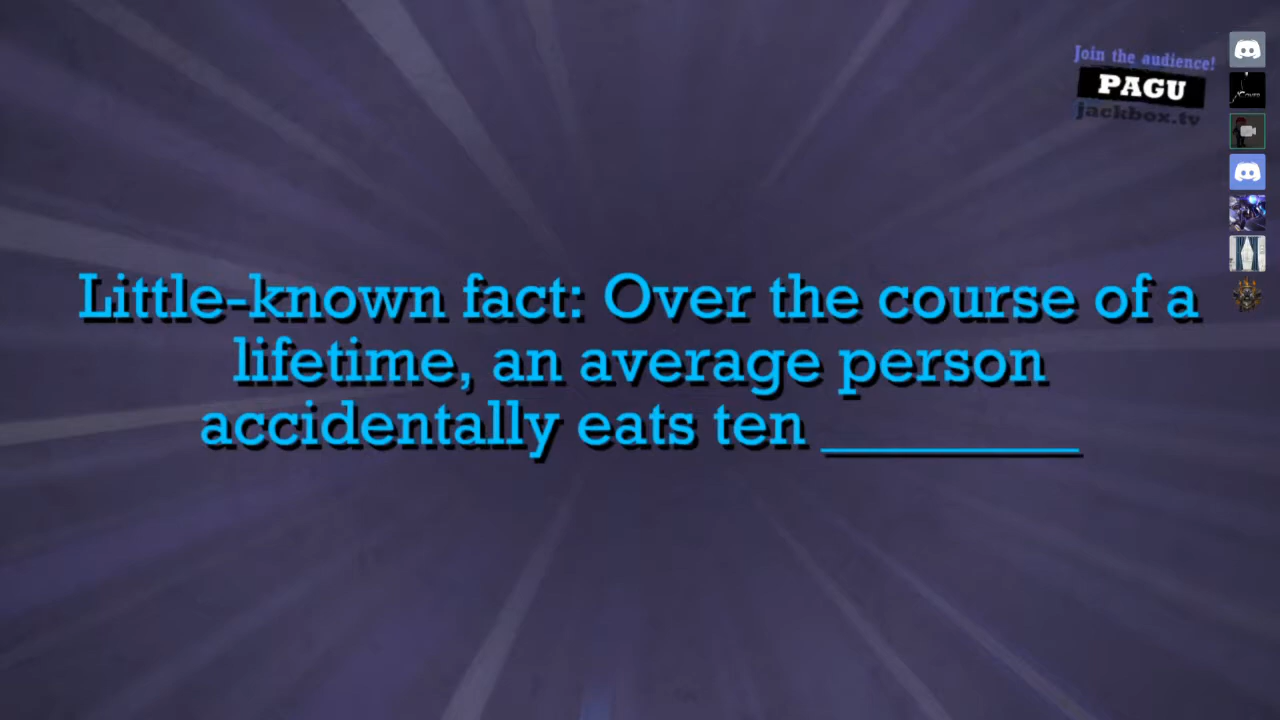 Join the audience!
PAGU
jackbox.tv
Little-known fact: Over the course of a
lifetime, an average person
accidentally eats ten _________